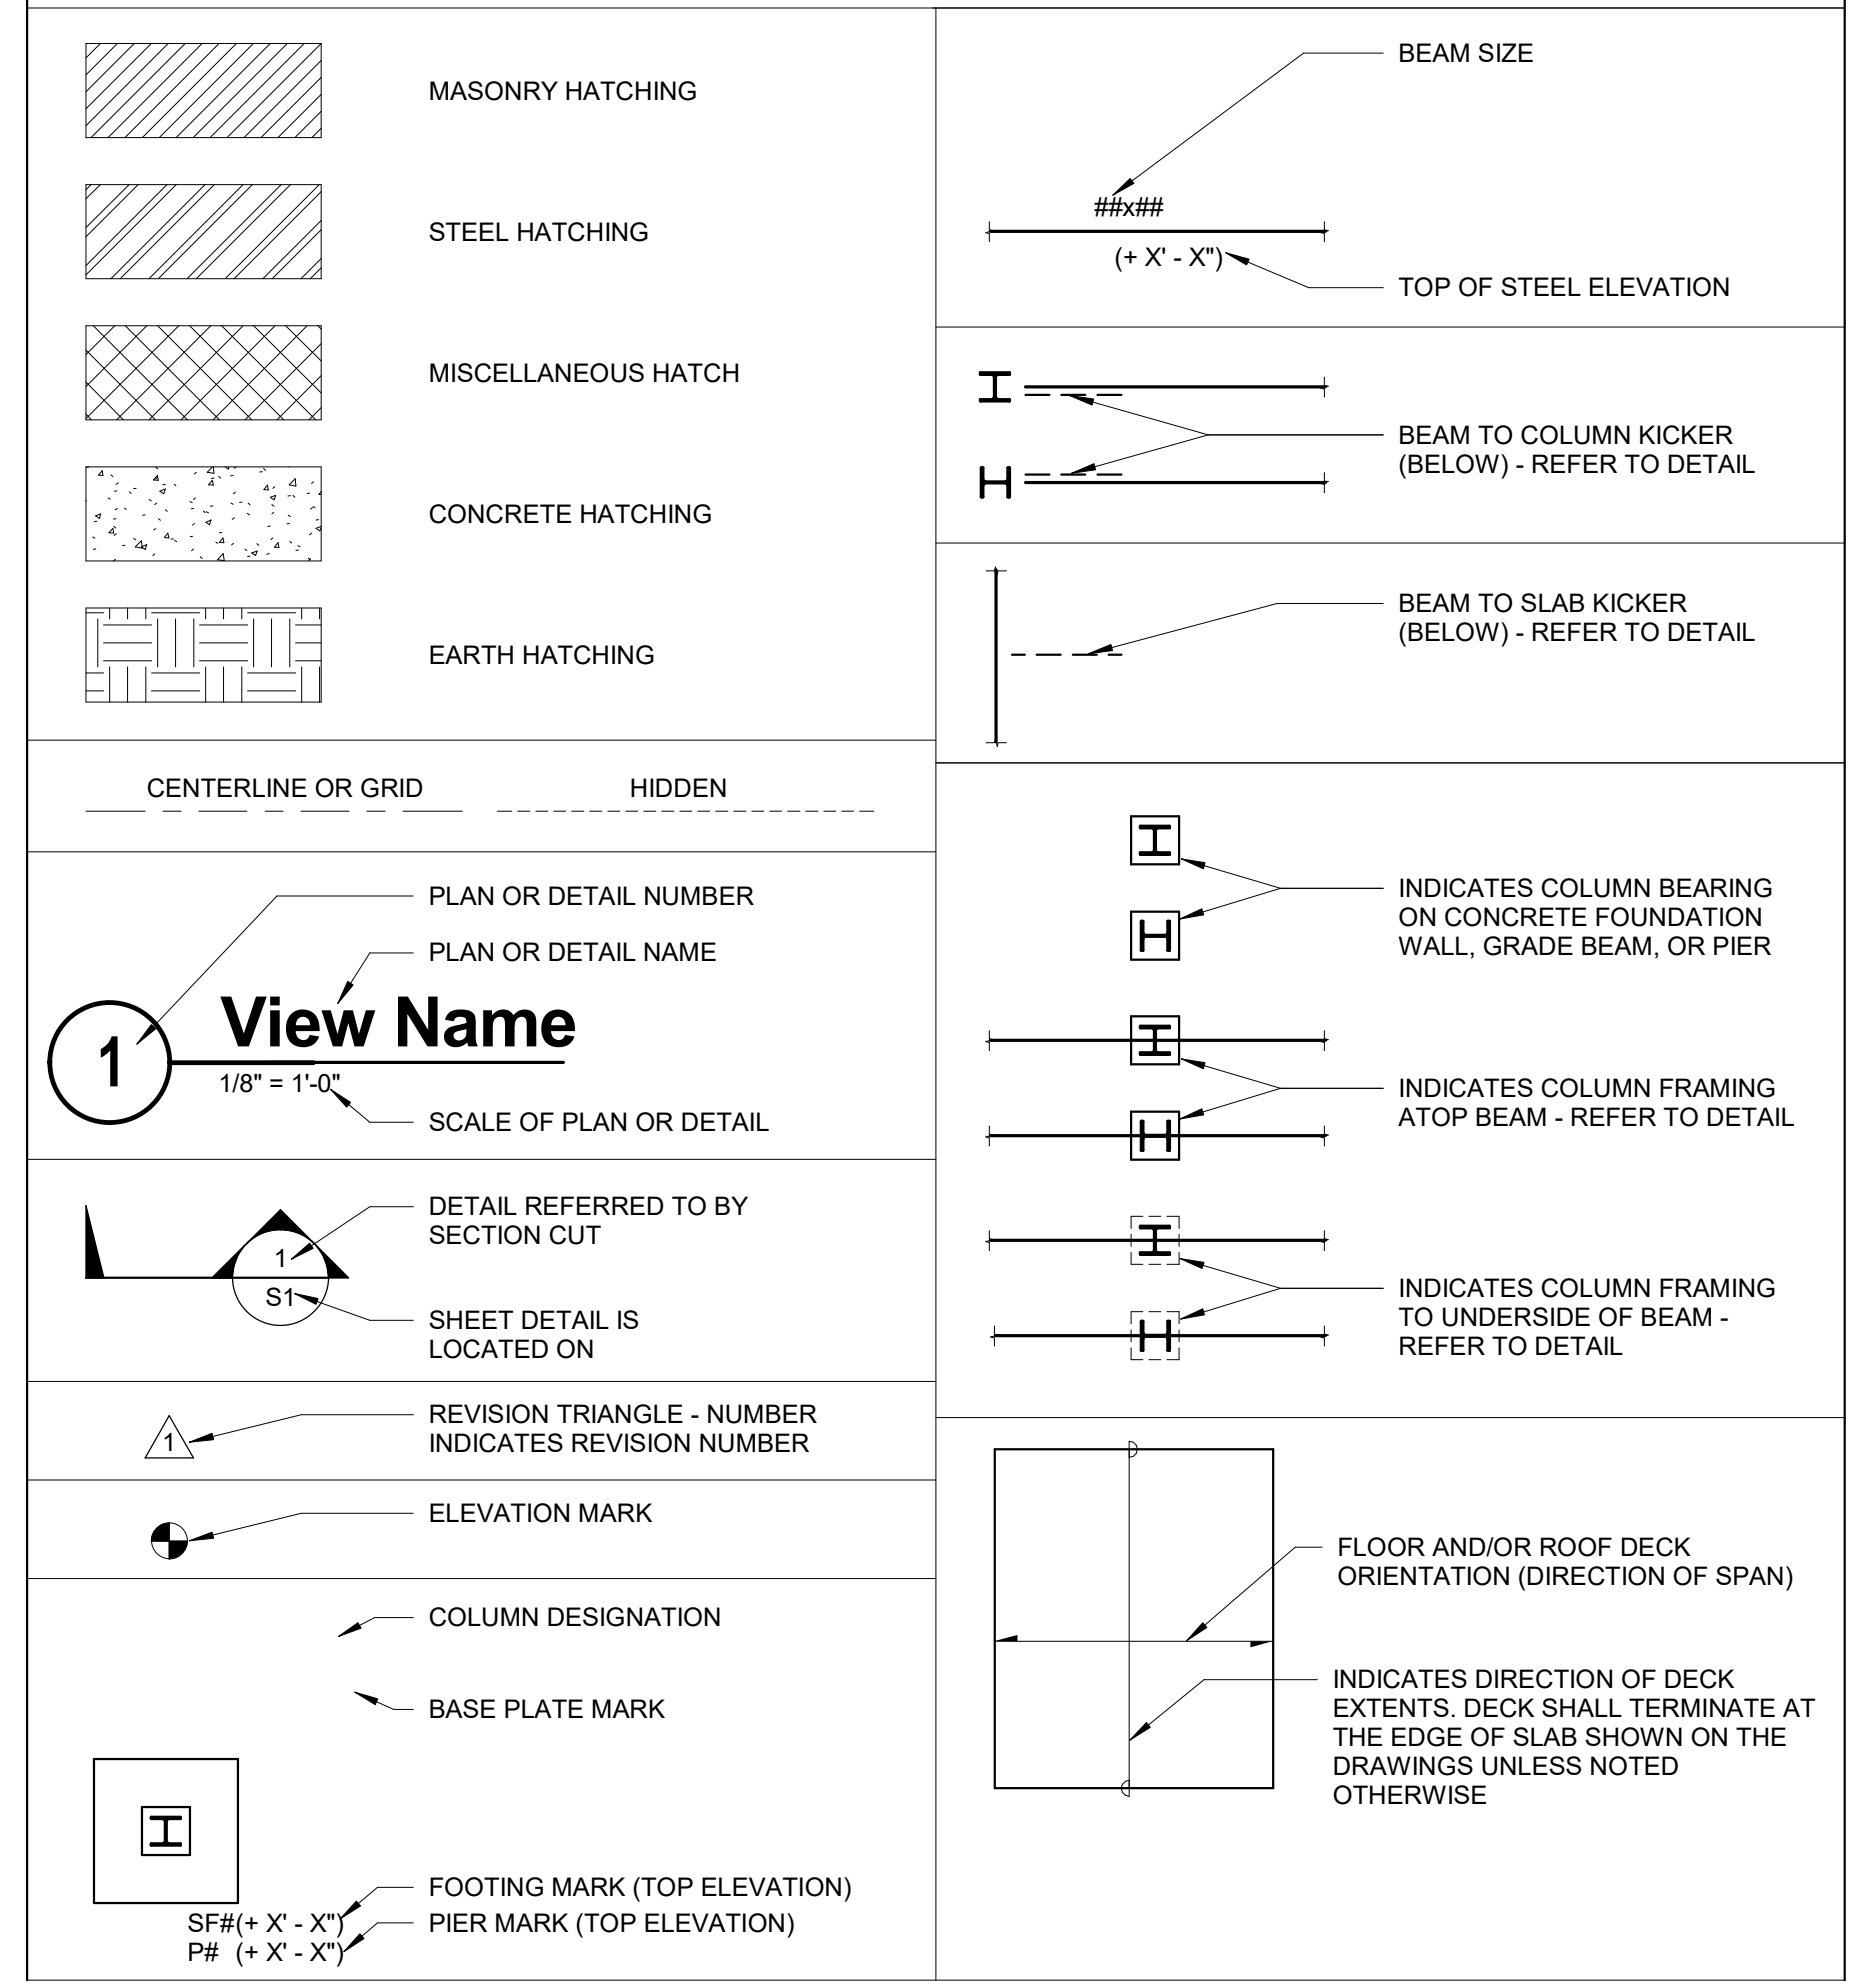 MASONRY HATCHING
STEEL HATCHING
MISCELLANEOUS HATCH
CONCRETE HATCHING
EARTH HATCHING
CENTERLINE OR GRID
HIDDEN
PLAN OR DETAIL NUMBER
PLAN OR DETAIL NAME
1
View Name
1/8" = 1'-0"
SCALE OF PLAN OR DETAIL
DETAIL REFERRED TO BY
SECTION CUT
1
S1
SHEET DETAIL IS
LOCATED ON
REVISION TRIANGLE - NUMBER
INDICATES REVISION NUMBER
1
ELEVATION MARK
COLUMN DESIGNATION
BASE PLATE MARK
FOOTING MARK (TOP ELEVATION)
SF#(+ X' - X")
PIER MARK (TOP ELEVATION)
P# (+ X' - X")
BEAM SIZE
##x##
(+ X' - X")
TOP OF STEEL ELEVATION
BEAM TO COLUMN KICKER
(BELOW) - REFER TO DETAIL
BEAM TO SLAB KICKER
(BELOW) - REFER TO DETAIL
INDICATES COLUMN BEARING
ON CONCRETE FOUNDATION
WALL, GRADE BEAM, OR PIER
INDICATES COLUMN FRAMING
ATOP BEAM - REFER TO DETAIL
INDICATES COLUMN FRAMING
TO UNDERSIDE OF BEAM -
REFER TO DETAIL
FLOOR AND/OR ROOF DECK
ORIENTATION (DIRECTION OF SPAN)
INDICATES DIRECTION OF DECK
EXTENTS. DECK SHALL TERMINATE AT
THE EDGE OF SLAB SHOWN ON THE
DRAWINGS UNLESS NOTED
OTHERWISE